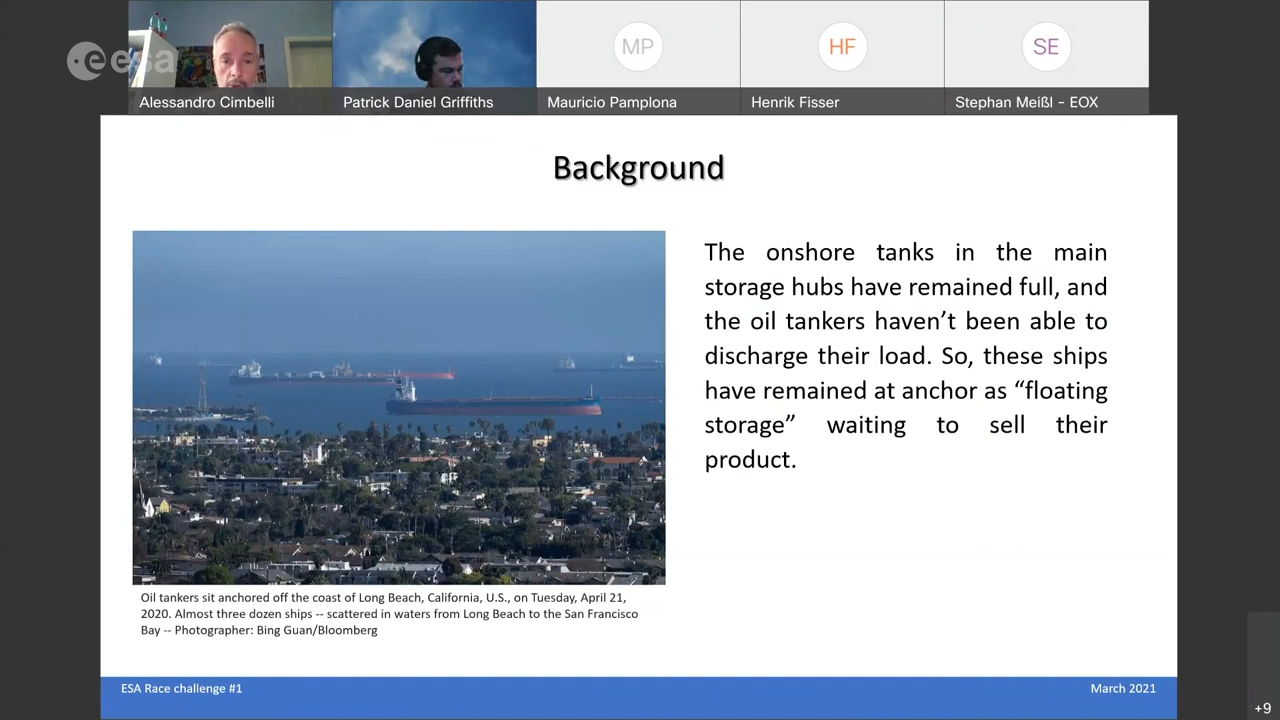 esa
MP
HF
SE
Alessandro Cimbelli
Patrick Daniel Griffiths
Mauricio Pamplona
Henrik Fisser
Stephan Meißl - EOX
Background
The onshore tanks in the main
storage hubs have remained full, and
the oil tankers haven’t been able to
discharge their load. So, these ships
have remained at anchor as “floating
storage” waiting to sell their
product.
Oil tankers sit anchored off the coast of Long Beach, California, U.S., on Tuesday, April 21,
2020. Almost three dozen ships -- scattered in waters from Long Beach to the San Francisco
Bay -- Photographer: Bing Guan/Bloomberg
ESA Race challenge #1
March 2021
+9